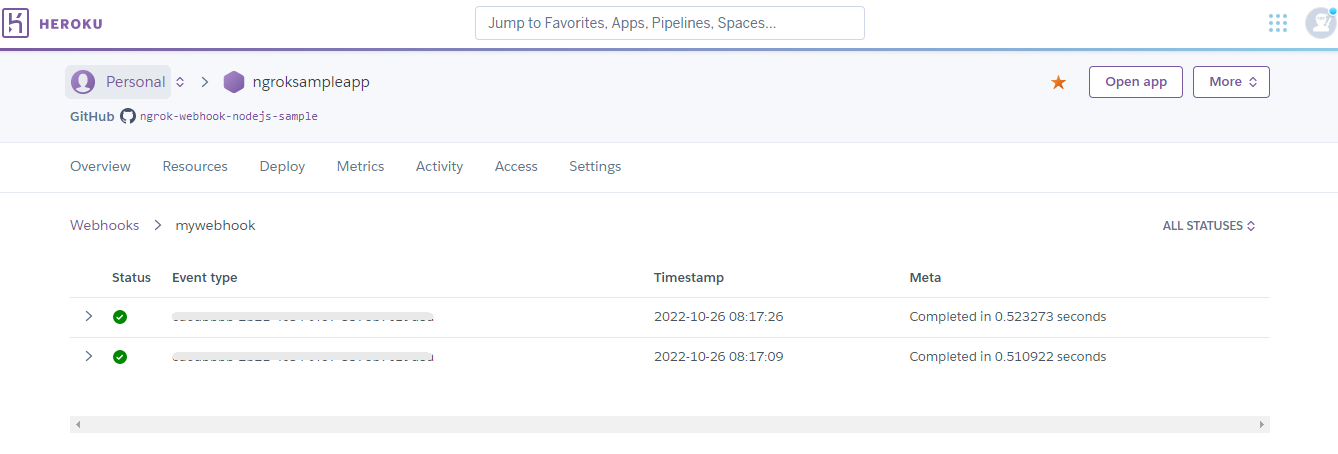 HEROKU
Jump to Favorites, Apps, Pipelines, Spaces...
Personal
ngroksampleapp
Open app
More
GitHub ngrok-webhook-nodejs-sample
Overview Resources Deploy Metrics Activity Access Settings
Webhooks mywebhook
ALL STATUSES
Status Event type Timestamp Meta
2022-10-26 08:17:26 Completed in 0.523273 seconds
2022-10-26 08:17:09 Completed in 0.510922 seconds